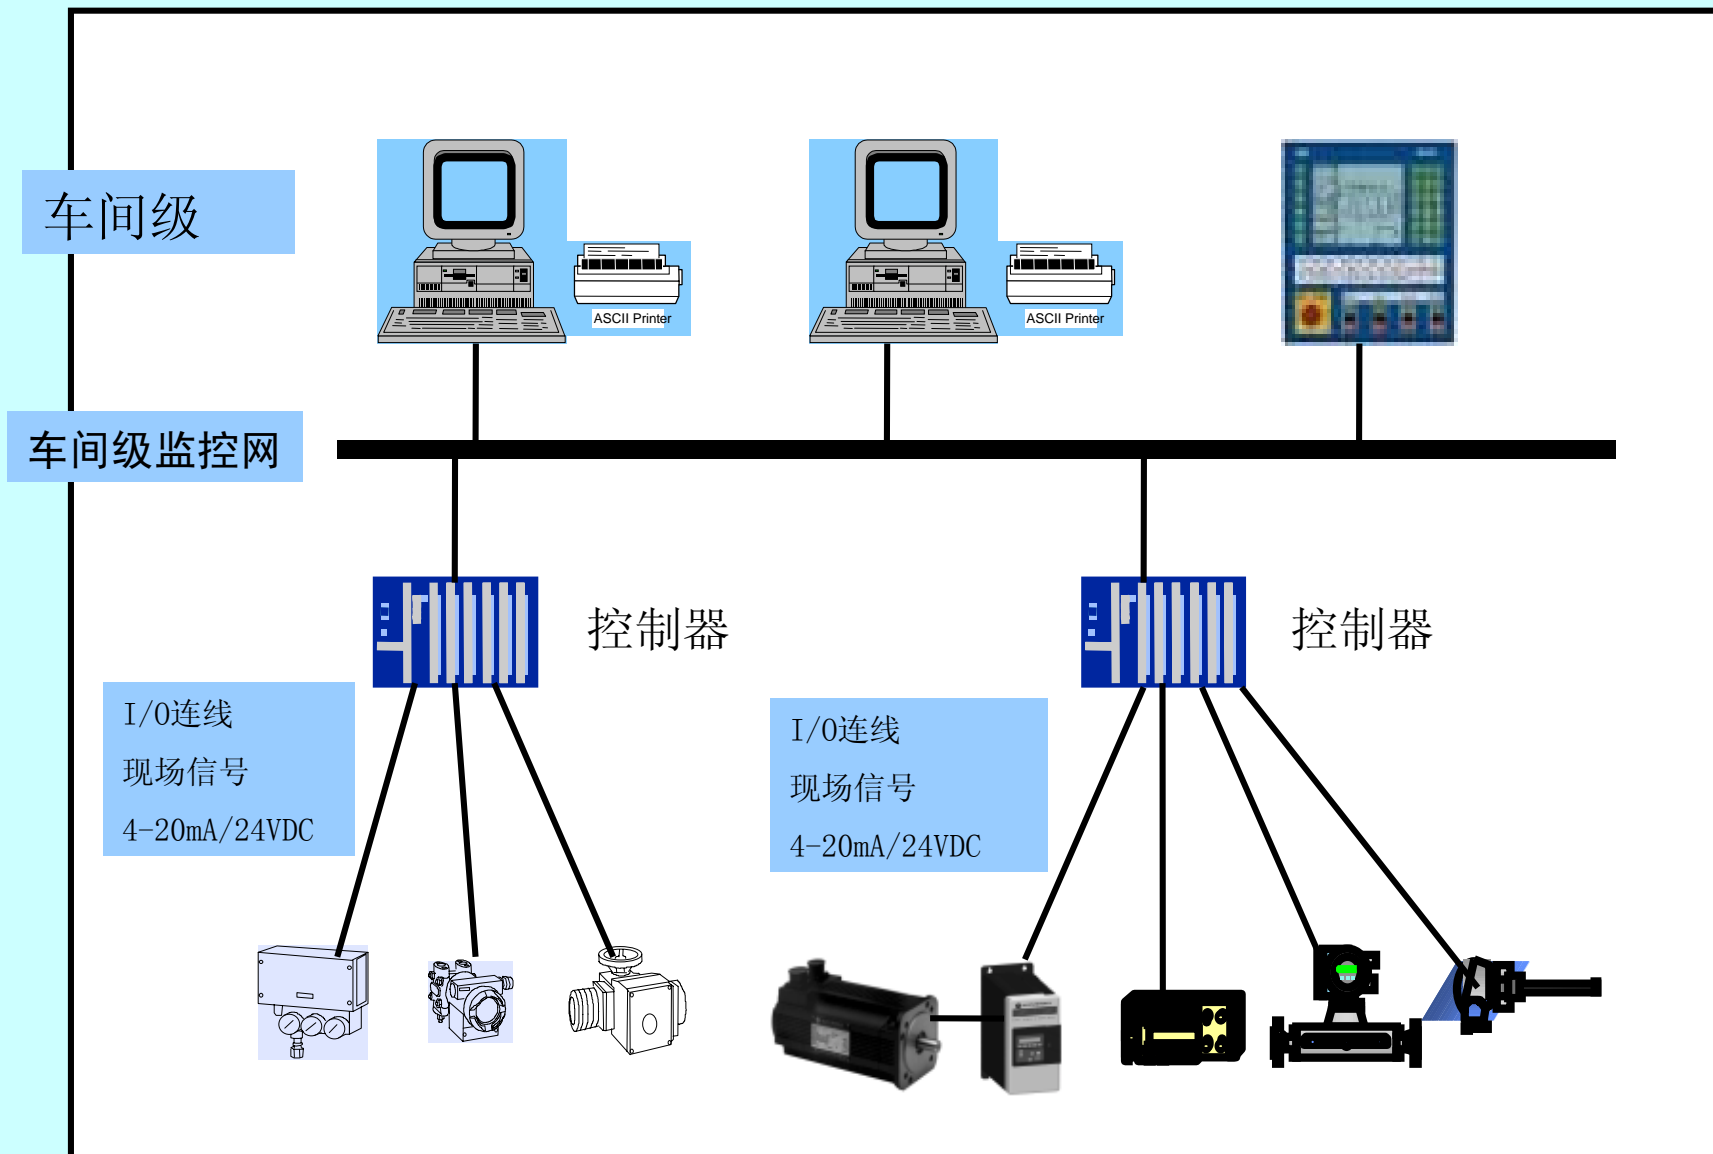 车间级
ASCII Printer
ASCII Printer
车间级监控网
控制器
控制器
I/O连线
现场信号
4-20mA/24VDC
I/O连线
现场信号
4-20mA/24VDC